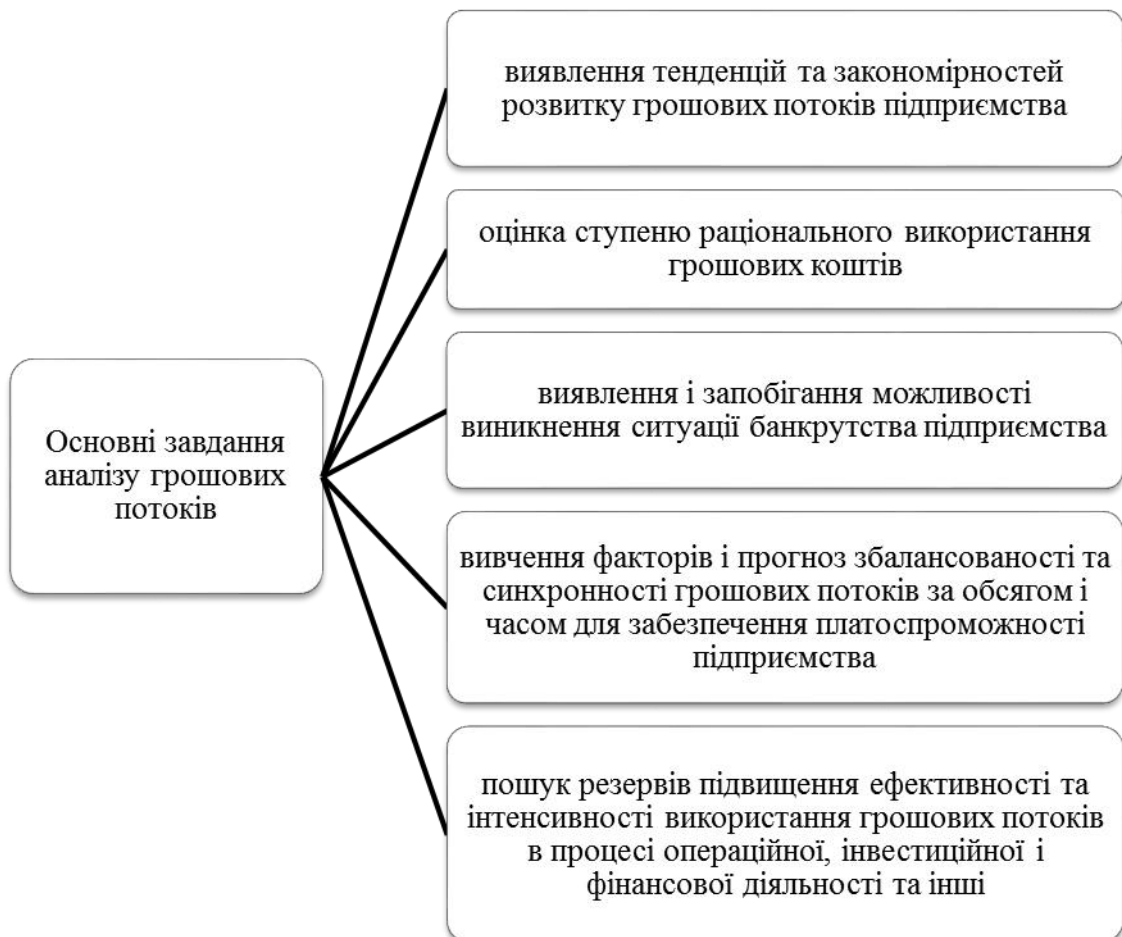 Основні завдання
аналізу грошових
потоків
виявлення тенденцій та закономірностей
розвитку грошових потоків підприємства
оцінка ступеню раціонального використання
грошових коштів
виявлення і запобігання можливості
виникнення ситуації банкрутства підприємства
вивчення факторів і прогноз збалансованості та
синхронності грошових потоків за обсягом і
часом для забезпечення платоспроможності
підприємства
пошук резервів підвищення ефективності та
інтенсивності використання грошових потоків
в процесі операційної, інвестиційної і
фінансової діяльності та інші